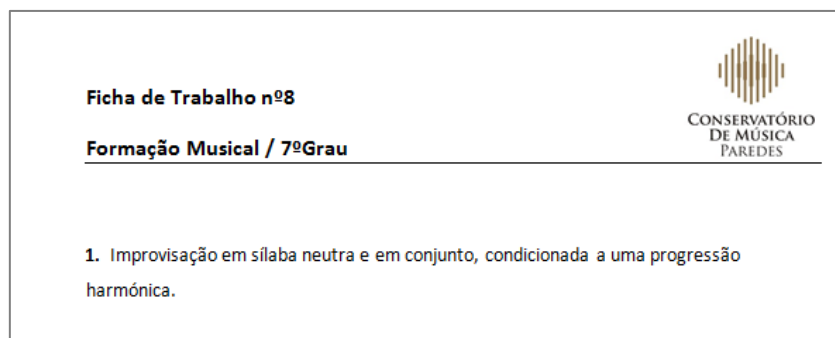 Ficha de Trabalho nº8
CONSERVATÓRIO
DE MÚSICA
PAREDES
Formação Musical / 7ºGrau
1. Improvisação em sílaba neutra e em conjunto, condicionada a uma progressão
harmónica.